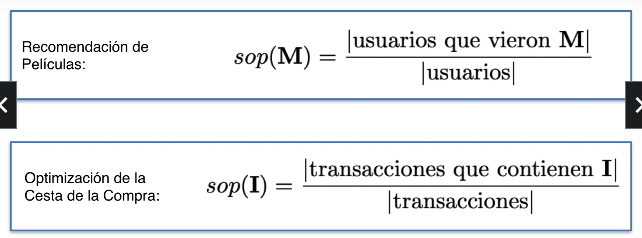 Recomendación de
Películas:
sop(M) = |usuarios que vieron M| / |usuarios|
Optimización de la
Cesta de la Compra:
sop(I) = |transacciones que contienen I| / |transacciones|